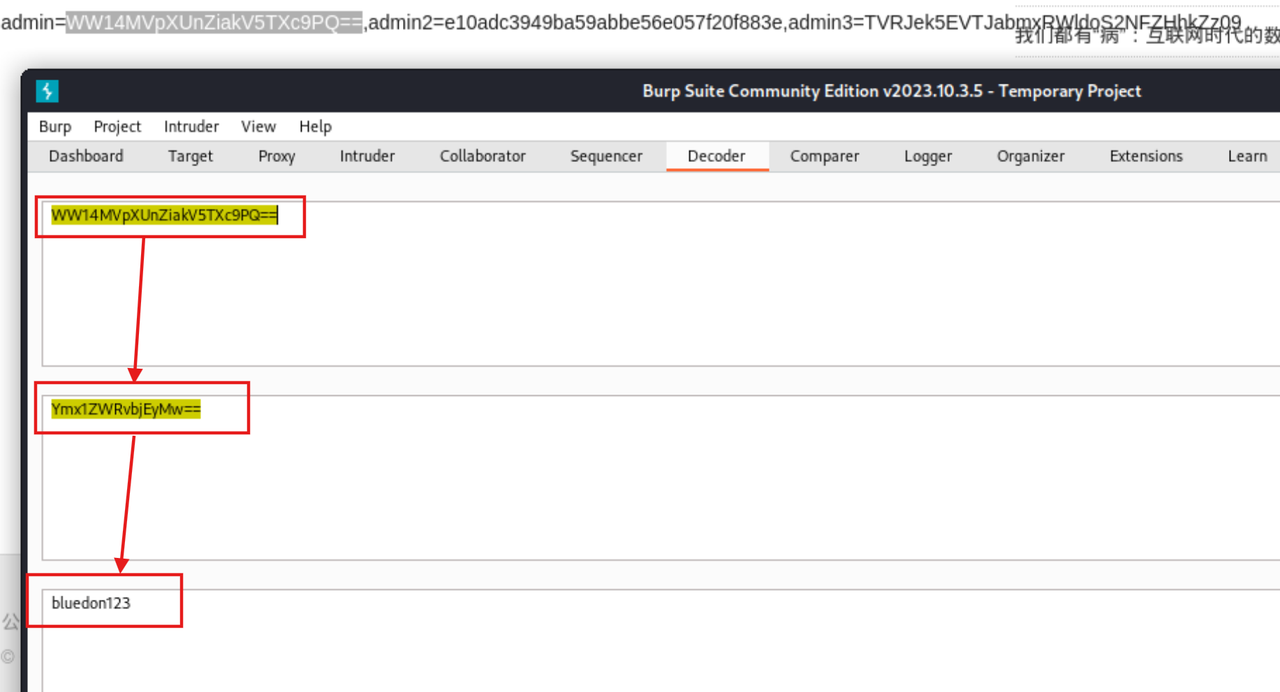 admin=WW14MVpXUnZiakV5TXc9PQ==,admin2=e10adc3949ba59abbe56e057f20f883e,admin3=TVRJek5EVTJabmxRWldoS2NFZHbkZz09
我们都有“病”：互联网时代的数
Burp Suite Community Edition v2023.10.3.5 - Temporary Project
Burp Project Intruder View Help
Dashboard Target Proxy Intruder Collaborator Sequencer Decoder Comparer Logger Organizer Extensions Learn
WW14MVpXUnZiakV5TXc9PQ==
Ymx1ZWRvbjEyMw==
bluedon123
公
©